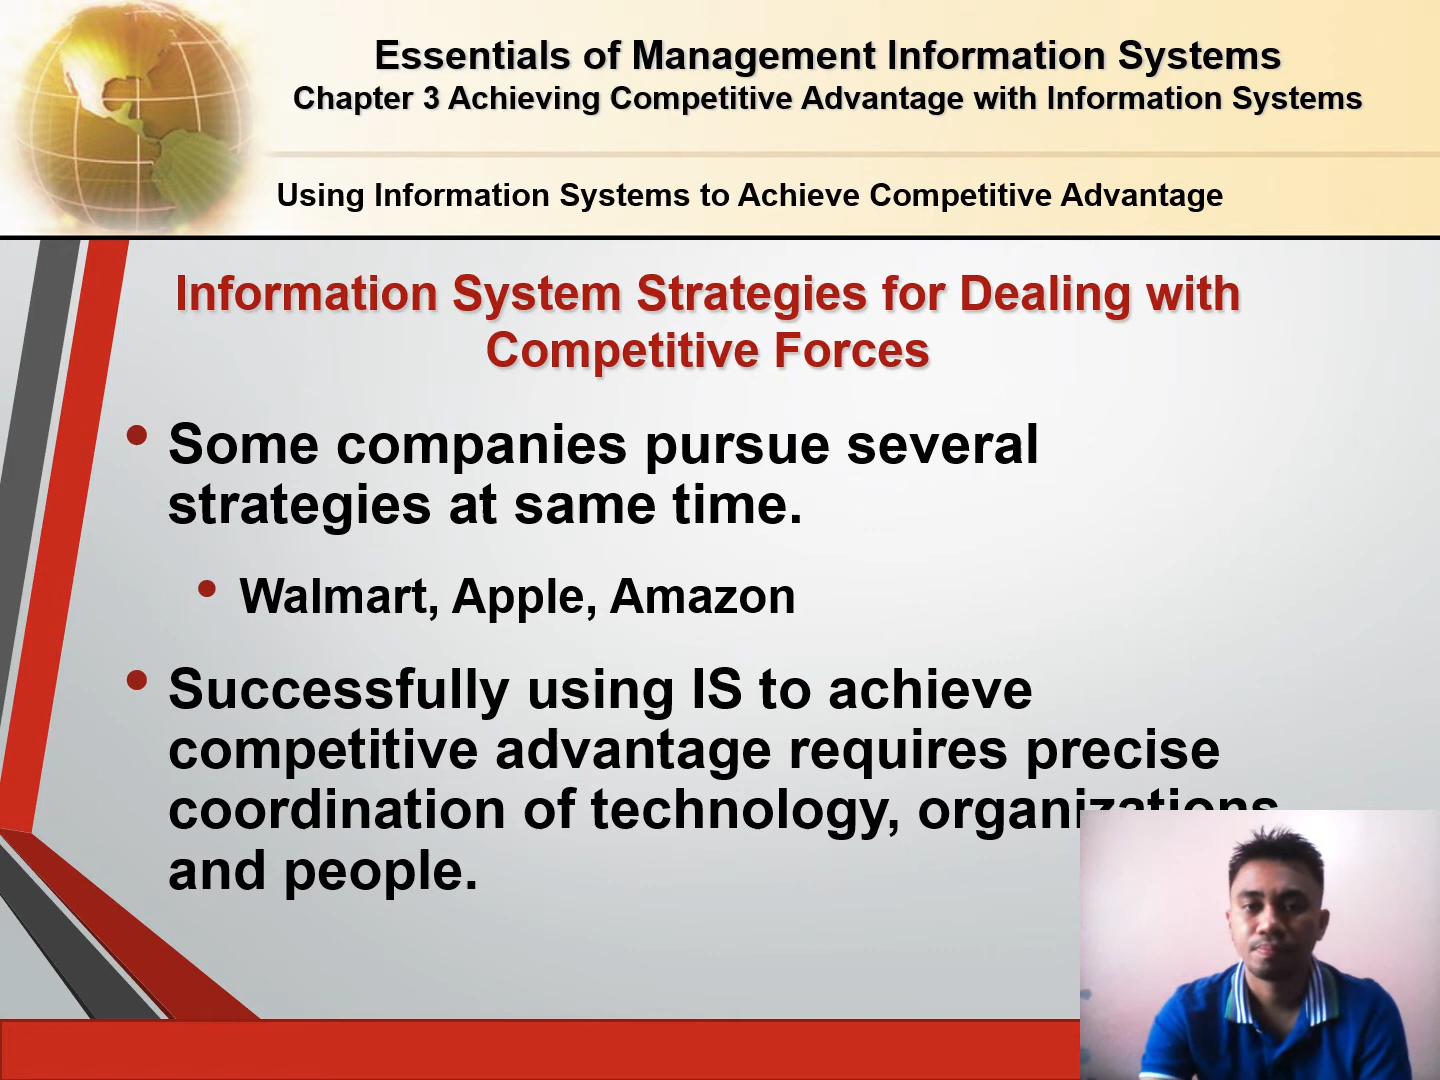 Essentials of Management Information Systems
Chapter 3 Achieving Competitive Advantage with Information Systems
Using Information Systems to Achieve Competitive Advantage
Information System Strategies for Dealing with
Competitive Forces
• Some companies pursue several
strategies at same time.
• Walmart, Apple, Amazon
• Successfully using IS to achieve
competitive advantage requires precise
coordination of technology, organizations
and people.